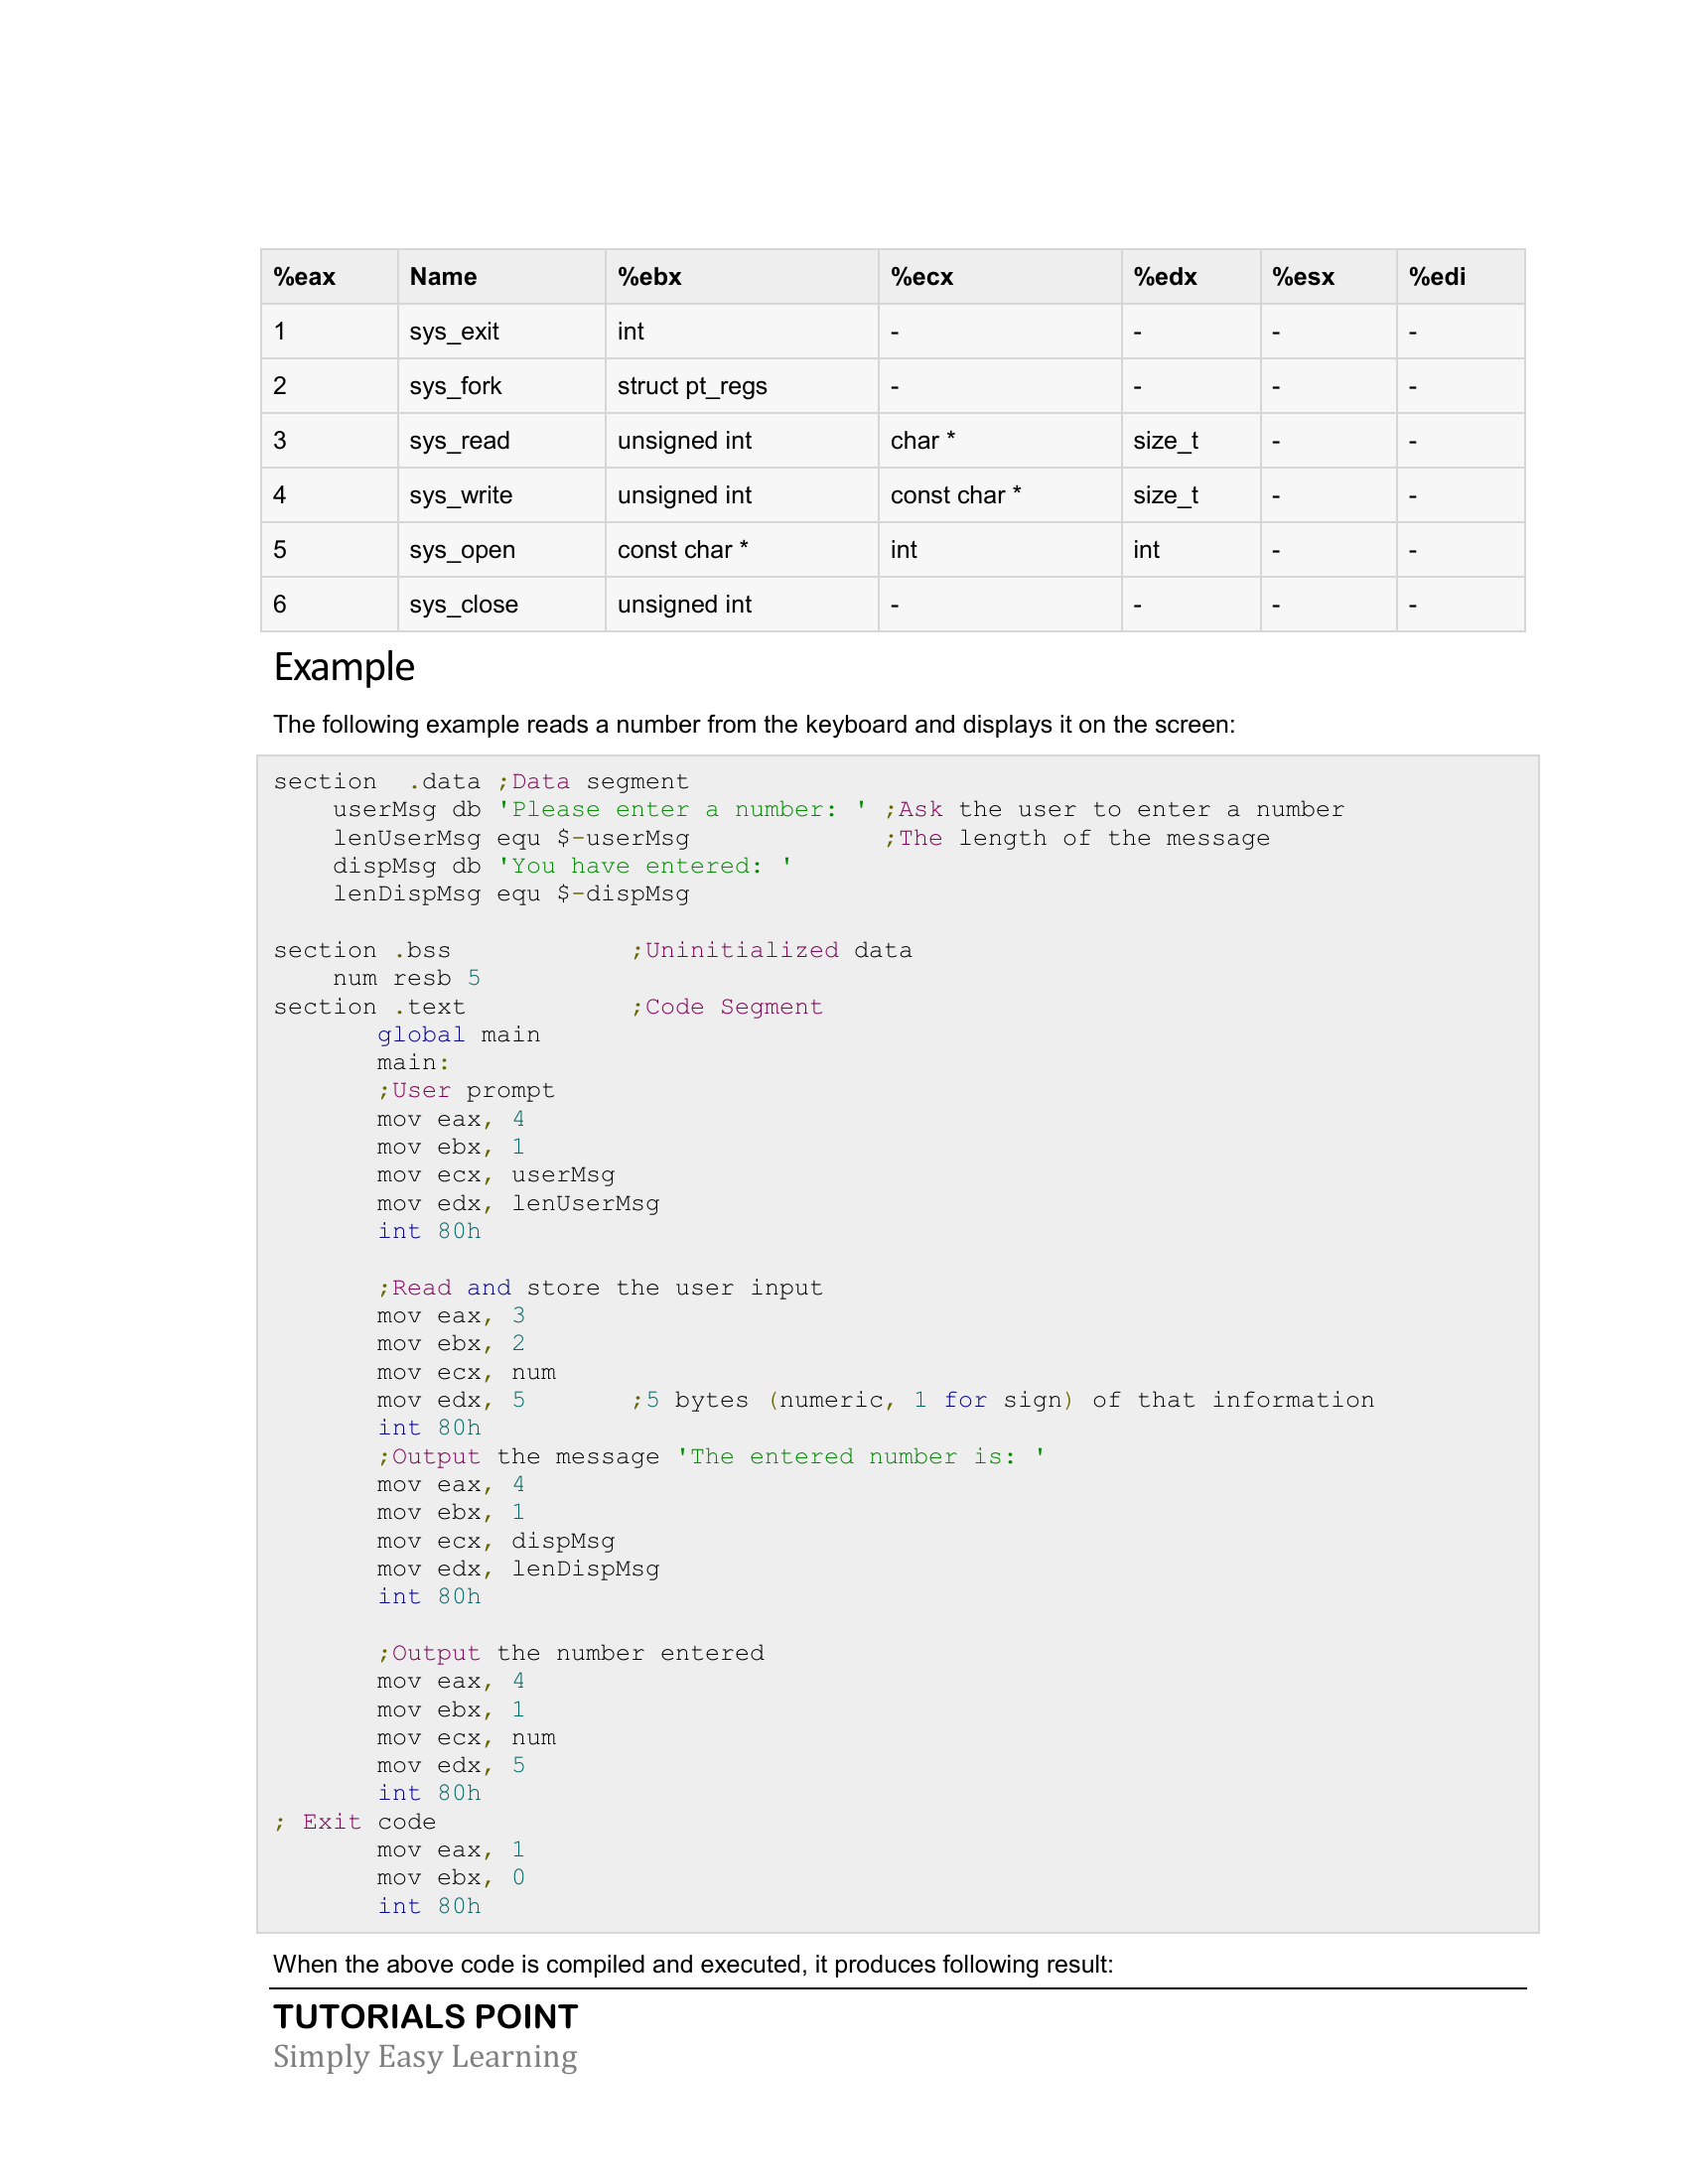 %eax Name %ebx %ecx %edx %esx %edi
1 sys_exit int - - - -
2 sys_fork struct pt_regs - - - -
3 sys_read unsigned int char * size_t - -
4 sys_write unsigned int const char * size_t - -
5 sys_open const char * int int - -
6 sys_close unsigned int - - - -
Example
The following example reads a number from the keyboard and displays it on the screen:
section  .data ;Data segment
    userMsg db 'Please enter a number: ' ;Ask the user to enter a number
    lenUserMsg equ $-userMsg             ;The length of the message
    dispMsg db 'You have entered: '
    lenDispMsg equ $-dispMsg
section .bss            ;Uninitialized data
    num resb 5
section .text           ;Code Segment
       global main
       main:
       ;User prompt
       mov eax, 4
       mov ebx, 1
       mov ecx, userMsg
       mov edx, lenUserMsg
       int 80h
       ;Read and store the user input
       mov eax, 3
       mov ebx, 2
       mov ecx, num
       mov edx, 5       ;5 bytes (numeric, 1 for sign) of that information
       int 80h
       ;Output the message 'The entered number is: '
       mov eax, 4
       mov ebx, 1
       mov ecx, dispMsg
       mov edx, lenDispMsg
       int 80h
       ;Output the number entered
       mov eax, 4
       mov ebx, 1
       mov ecx, num
       mov edx, 5
       int 80h
; Exit code
       mov eax, 1
       mov ebx, 0
       int 80h
When the above code is compiled and executed, it produces following result:
TUTORIALS POINT
Simply Easy Learning